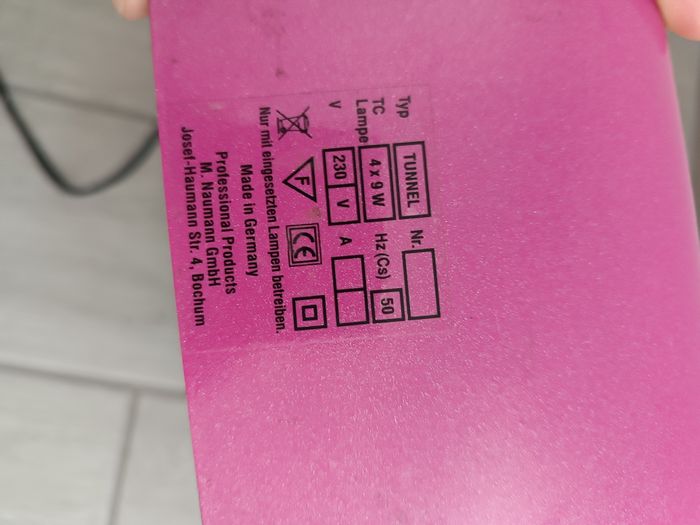 Typ TUNNEL Nr.
TC Lampe 4 x 9 W Hz (Cs) 50
V 230 V A
F CE
Nur mit eingesetzten Lampen betreiben.
Made in Germany
Professional Products
M. Naumann GmbH
Josef-Haumann Str. 4, Bochum